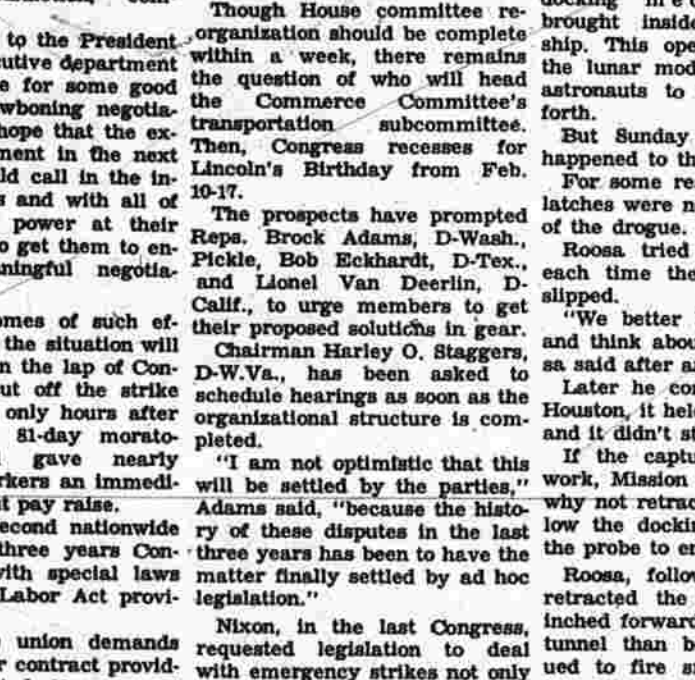 to the President
cutive department
e for some good
wboning negotia-
hope that the ex-
ment in the next
ld call in the in-
s and with all of
power at their
o get them to en-
ningful negotia-
omes of such ef-
the situation will
n the lap of Con-
ut off the strike
only hours after
81-day morato-
gave nearly
rkers an immedi-
t pay raise.
econd nationwide
three years Con-
with special laws
Labor Act provi-
union demands
r contract provid-
Though House committee re-
organization should be complete
within a week, there remains
the question of who will head
the Commerce Committee's
transportation subcommittee.
Then, Congress recesses for
Lincoln's Birthday from Feb.
10-17.
The prospects have prompted
Reps. Brock Adams, D-Wash.,
Pickle, Bob Eckhardt, D-Tex.,
and Lionel Van Deerlin, D-
Calif., to urge members to get
their proposed solutions in gear.
Chairman Harley O. Staggers,
D-W.Va., has been asked to
schedule hearings as soon as the
organizational structure is com-
pleted.
"I am not optimistic that this
will be settled by the parties,"
Adams said, "because the histo-
ry of these disputes in the last
three years has been to have the
matter finally settled by ad hoc
legislation."
Nixon, in the last Congress,
requested legislation to deal
with emergency strikes not only
brought insid
ship. This ope
the lunar mod
astronauts to
forth.
But Sunday
happened to th
For some re
latches were n
of the drogue.
Roosa tried
each time the
slipped.
"We better
and think abou
sa said after a
Later he co
Houston, it hel
and it didn't st
If the captu
work, Mission
why not retrac
low the dockin
the probe to en
Roosa, follow
retracted the
inched forward
tunnel than b
ued to fire s